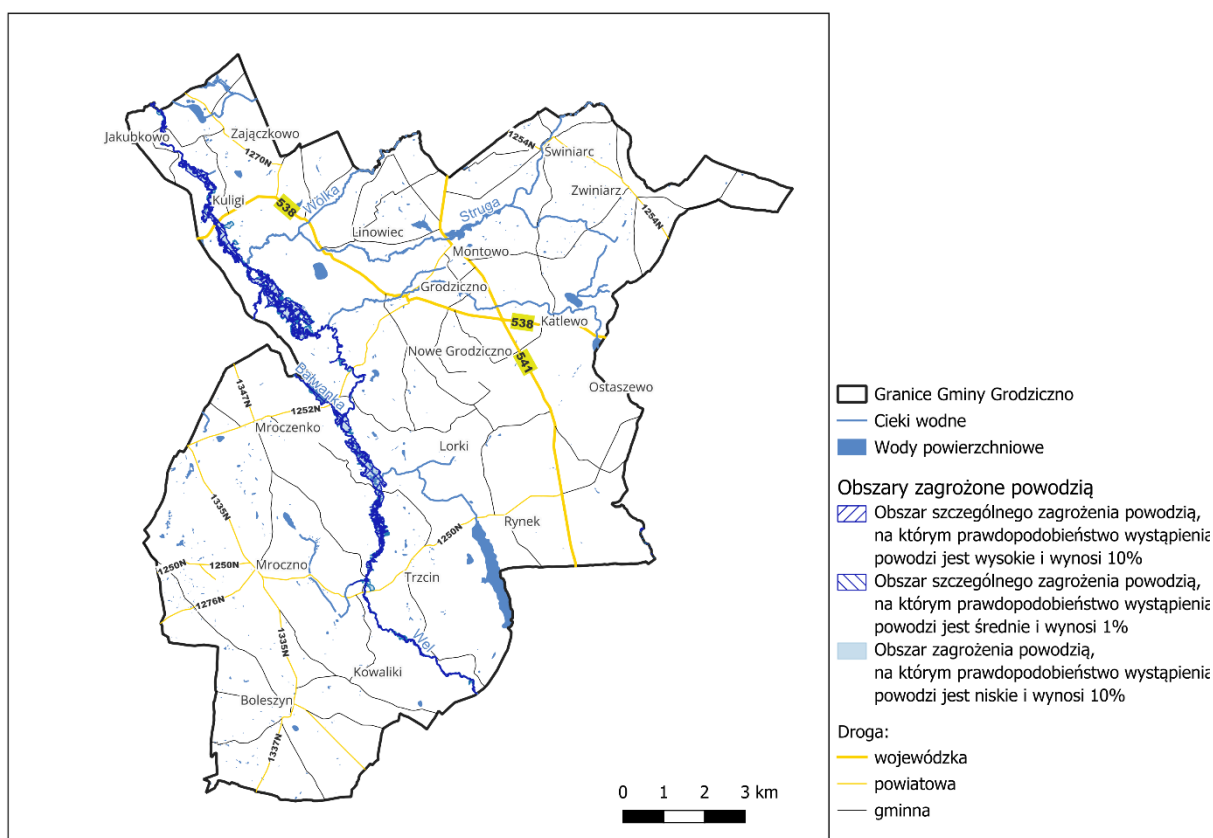 Jakubkowo
Zajączkowo
1270N
Kuligi
538
Wólka
Linowiec
Struga
1254N
Świniarc
Zwiniarz
1254N
Montowo
Grodziczno
538
Katlewo
Nowe Grodziczno
541
Ostaszewo
Bałwanka
1347N
1252N
Mroczenko
Lorki
1335N
Rynek
1250N
1250N
1250N
Mroczno
Trzcin
1276N
1335N
Wel
Kowaliki
Boleszyn
1337N
0 1 2 3 km
Granice Gminy Grodziczno
Cieki wodne
Wody powierzchniowe
Obszary zagrożone powodzią
Obszar szczególnego zagrożenia powodzią,
na którym prawdopodobieństwo wystąpienia
powodzi jest wysokie i wynosi 10%
Obszar szczególnego zagrożenia powodzią,
na którym prawdopodobieństwo wystąpienia
powodzi jest średnie i wynosi 1%
Obszar zagrożenia powodzią,
na którym prawdopodobieństwo wystąpienia
powodzi jest niskie i wynosi 10%
Droga:
wojewódzka
powiatowa
gminna